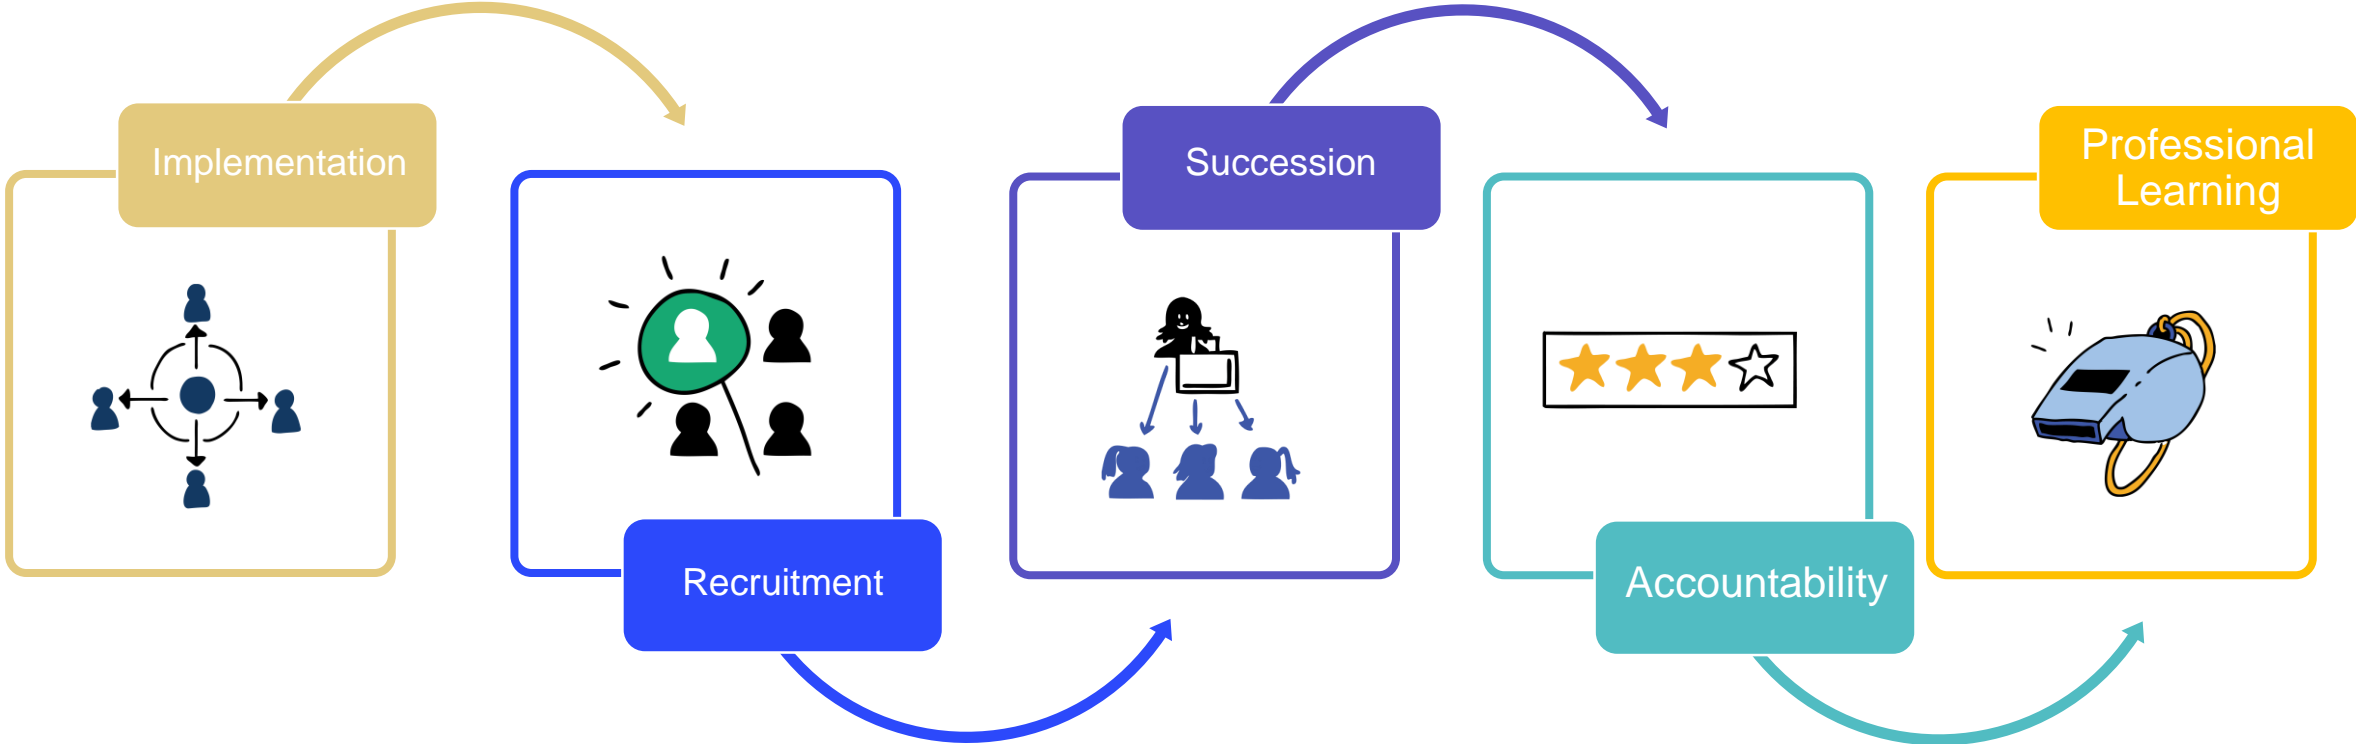 Implementation
Recruitment
Succession
Accountability
Professional
Learning